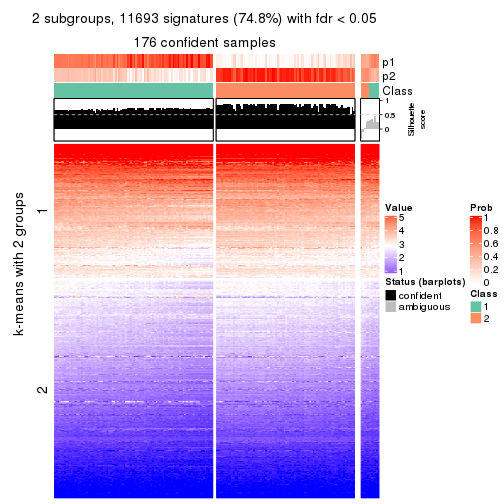 2 subgroups, 11693 signatures (74.8%) with fdr < 0.05
176 confident samples
p1
p2
Class
1
0.5
0
Silhouette
score
k-means with 2 groups
1
2
Value
5
4
3
2
1
Prob
1
0.8
0.6
0.4
0.2
0
Status (barplots)
confident
ambiguous
Class
1
2